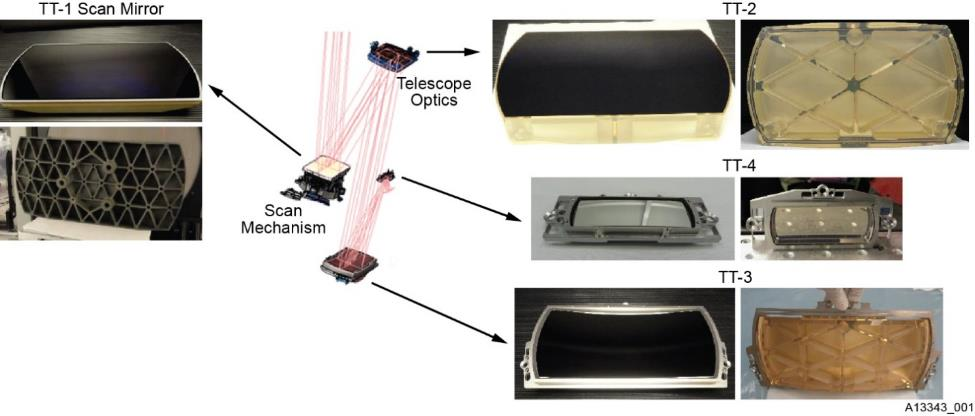 TT-1 Scan Mirror
TT-2
Telescope
Optics
TT-4
Scan
Mechanism
TT-3
A13343_001